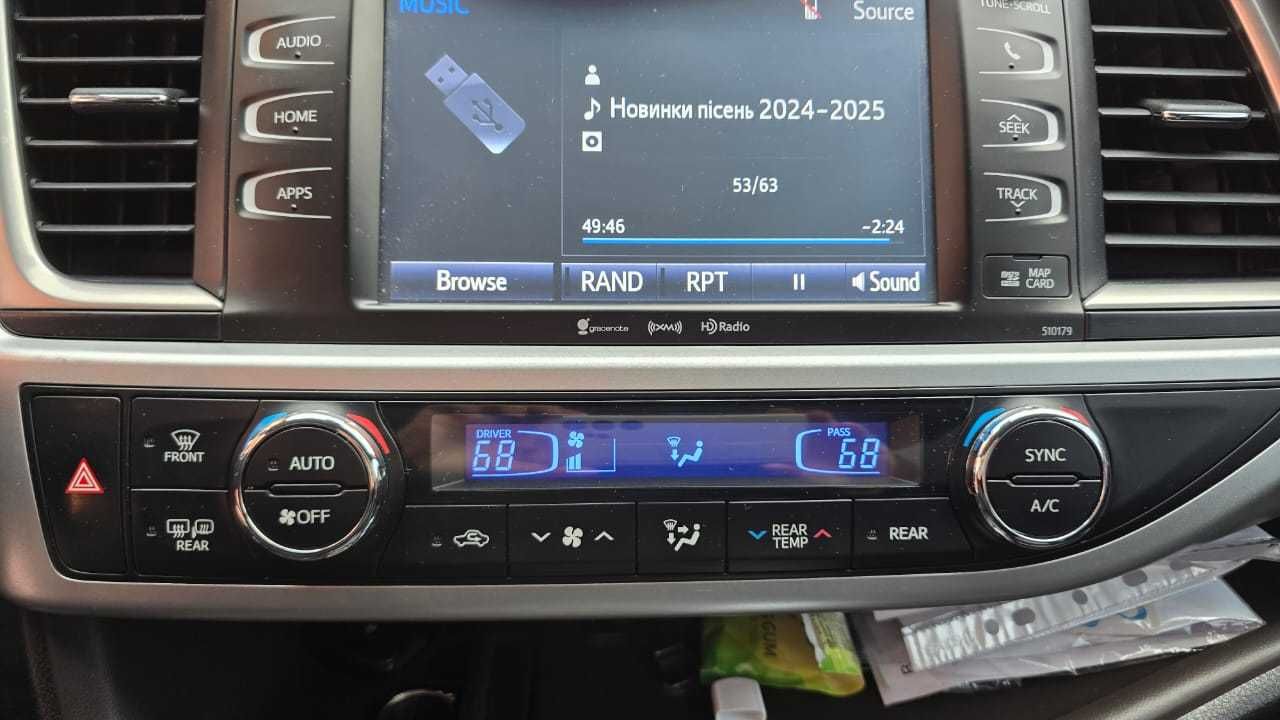 MUSIC
Source
TUNE·SCROLL
AUDIO
HOME
APPS
Новинки пісень 2024-2025
53/63
49:46
-2:24
Browse
RAND
RPT
Sound
SEEK
TRACK
MAP
CARD
gracenote
((XM))
HD Radio
510179
FRONT
REAR
AUTO
OFF
DRIVER
68
PASS
68
REAR
TEMP
REAR
SYNC
A/C
GUM